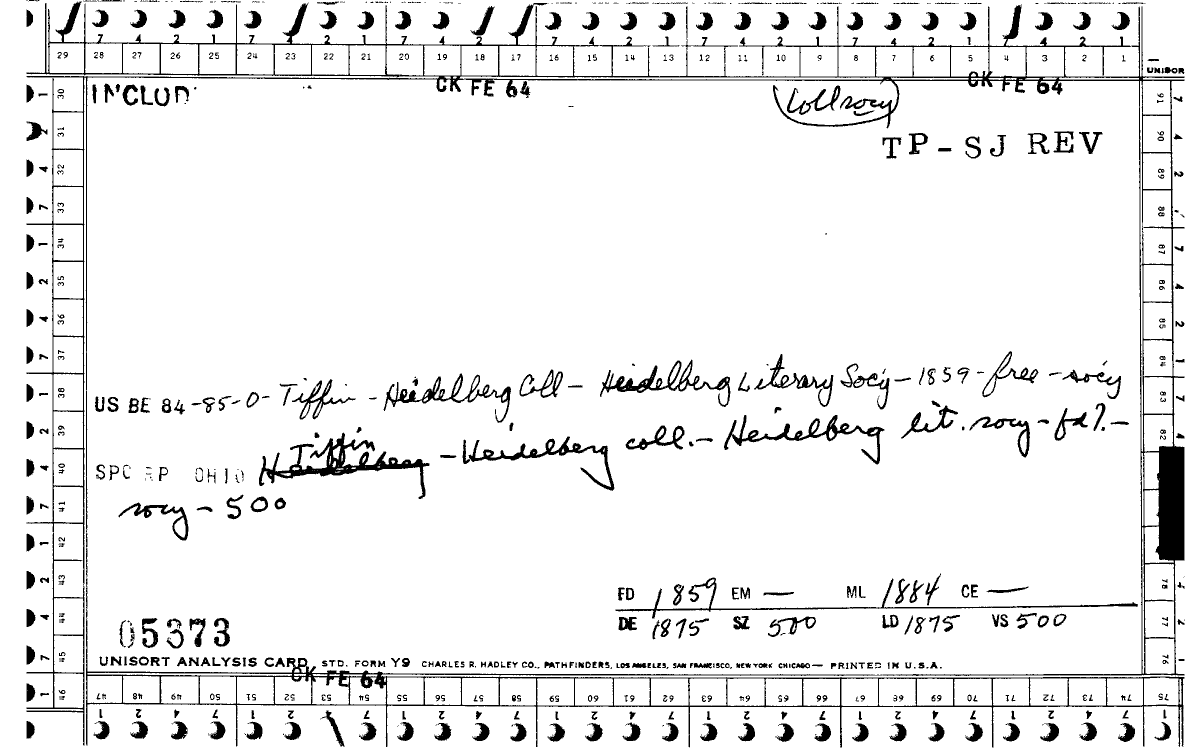 1 7 4 2 1 7 4 2 1 7 4 2 1 7 4 2 1 7 4 2 1 7 4 2 1 7 4 2 1
29 28 27 26 25 24 23 22 21 20 19 18 17 16 15 14 13 12 11 10 9 8 7 6 5 4 3 2 1
UNISOR
INCLUD CK FE 64 CK FE 64
Coll socy
TP-SJ REV
US BE 84-85-O- Tiffin - Heidelberg Coll - Heidelberg Literary Socy - 1859 - free - socy
Tiffin
SPC RP OHIO Heidelberg - Heidelberg coll. - Heidelberg lit. socy - fd?. -
socy - 500
FD 1859 EM — ML 1884 CE —
DE 1875 SZ 500 LD 1875 VS 500
05373
UNISORT ANALYSIS CARD, STD. FORM Y9 CHARLES R. HADLEY CO., PATHFINDERS, LOS ANGELES, SAN FRANCISCO, NEW YORK CHICAGO — PRINTED IN U.S.A.
CK FE 64
47 48 49 50 51 52 53 54 55 56 57 58 59 60 61 62 63 64 65 66 67 68 69 70 71 72 73 74 75
1 2 4 7 1 2 4 7 1 2 4 7 1 2 4 7 1 2 4 7 1 2 4 7 1 2 4 7 1
30 31 32 33 34 35 36 37 38 39 40 41 42 43 44 45 46
91 90 89 88 87 86 85 84 83 82 78 77 76